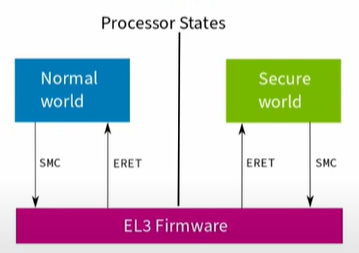 Processor States
Normal
world
Secure
world
SMC
ERET
ERET
SMC
EL3 Firmware